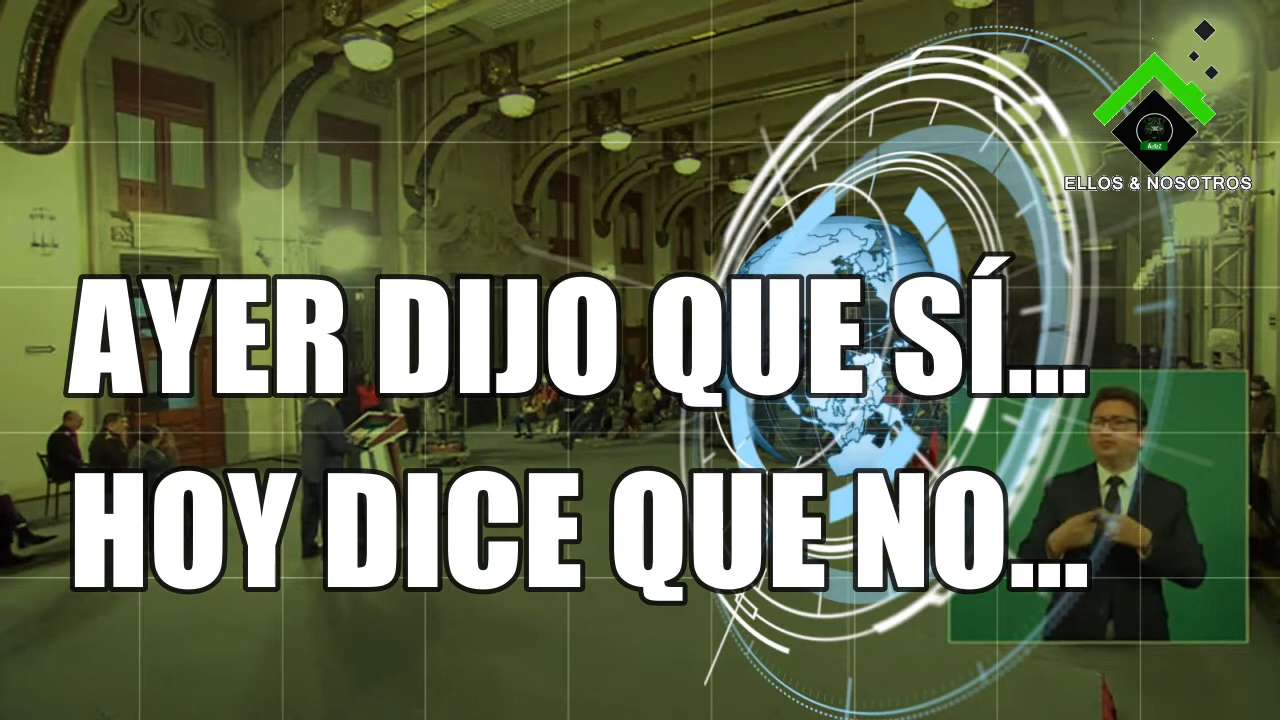 ELLOS & NOSOTROS
AYER DIJO QUE SÍ...
HOY DICE QUE NO...